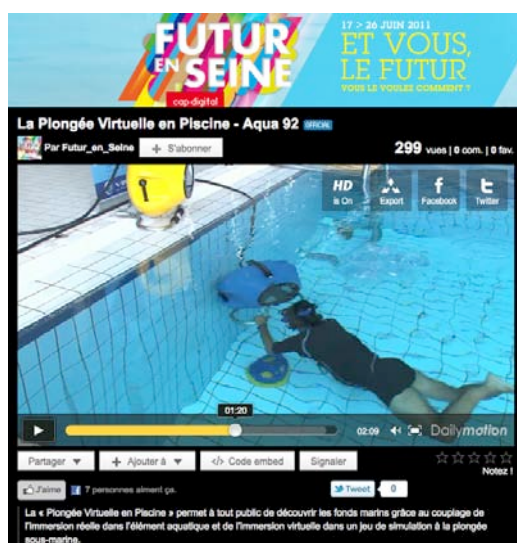 FUTUR
EN SEINE
cap-digital
17 > 26 JUIN 2011
ET VOUS,
LE FUTUR
VOUS LE VOULEZ COMMENT ?
La Plongée Virtuelle en Piscine - Aqua 92 OFFICIAL
Par Futur_en_Seine + S'abonner 299 vues | 0 com. | 0 fav.
HD is On Export Facebook Twitter
01:20
02:09 Dailymotion
Partager + Ajouter à </> Code embed Signaler
Notez !
J'aime 7 personnes aiment ça. Tweet 0
La « Plongée Virtuelle en Piscine » permet à tout public de découvrir les fonds marins grâce au couplage de
l'immersion réelle dans l'élément aquatique et de l'immersion virtuelle dans un jeu de simulation à la plongée
sous-marine.